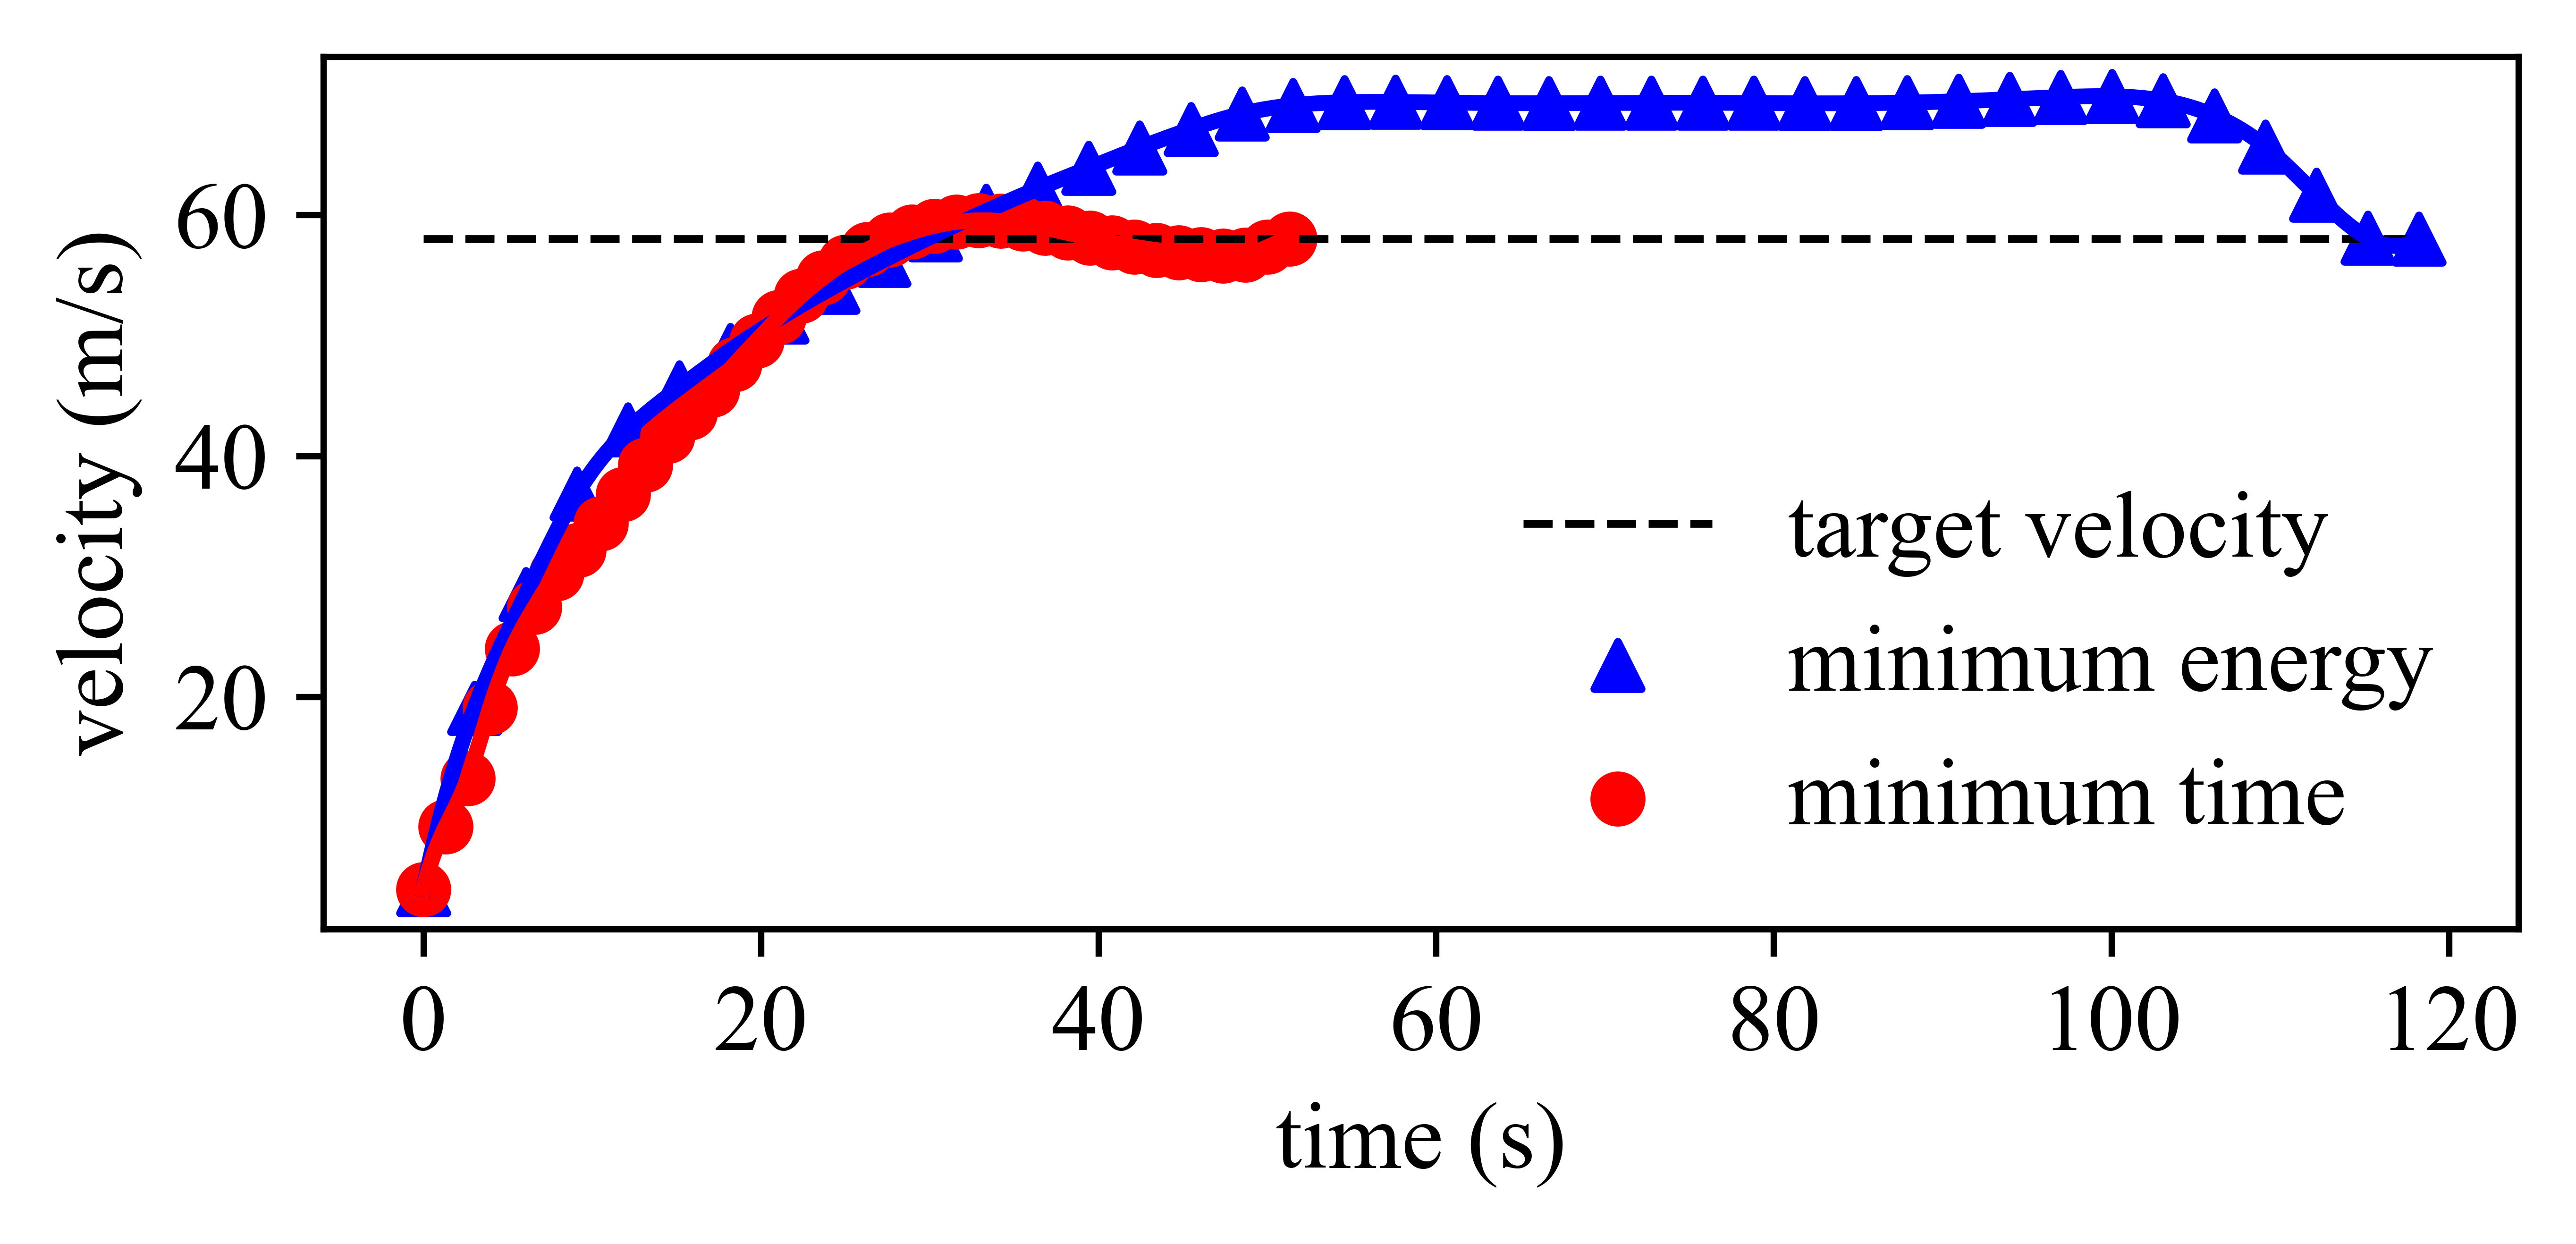 velocity (m/s)
60
40
20
target velocity
minimum energy
minimum time
0 20 40 60 80 100 120
time (s)